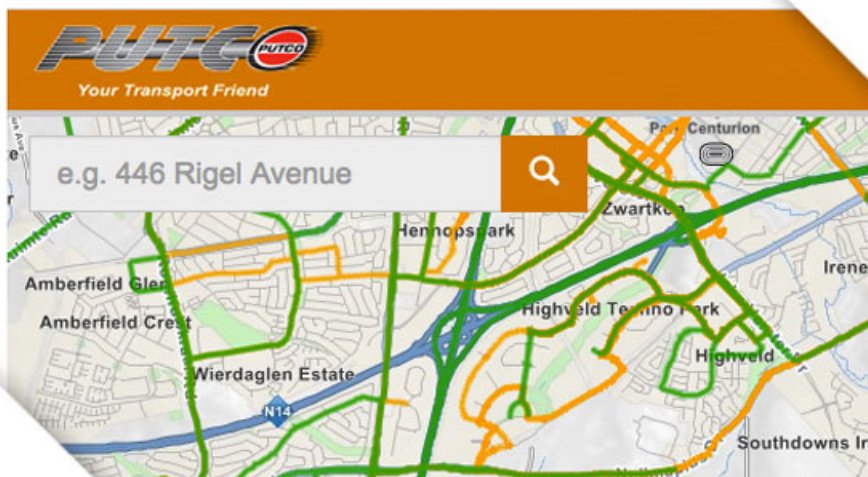 PUTCO
PUTCO
Your Transport Friend
e.g. 446 Rigel Avenue
Centurion
Zwartkop
Hennopspark
Irene
Amberfield Glen
Highveld Techno Park
Amberfield Crest
Highveld
Wierdaglen Estate
N14
Southdowns Ir